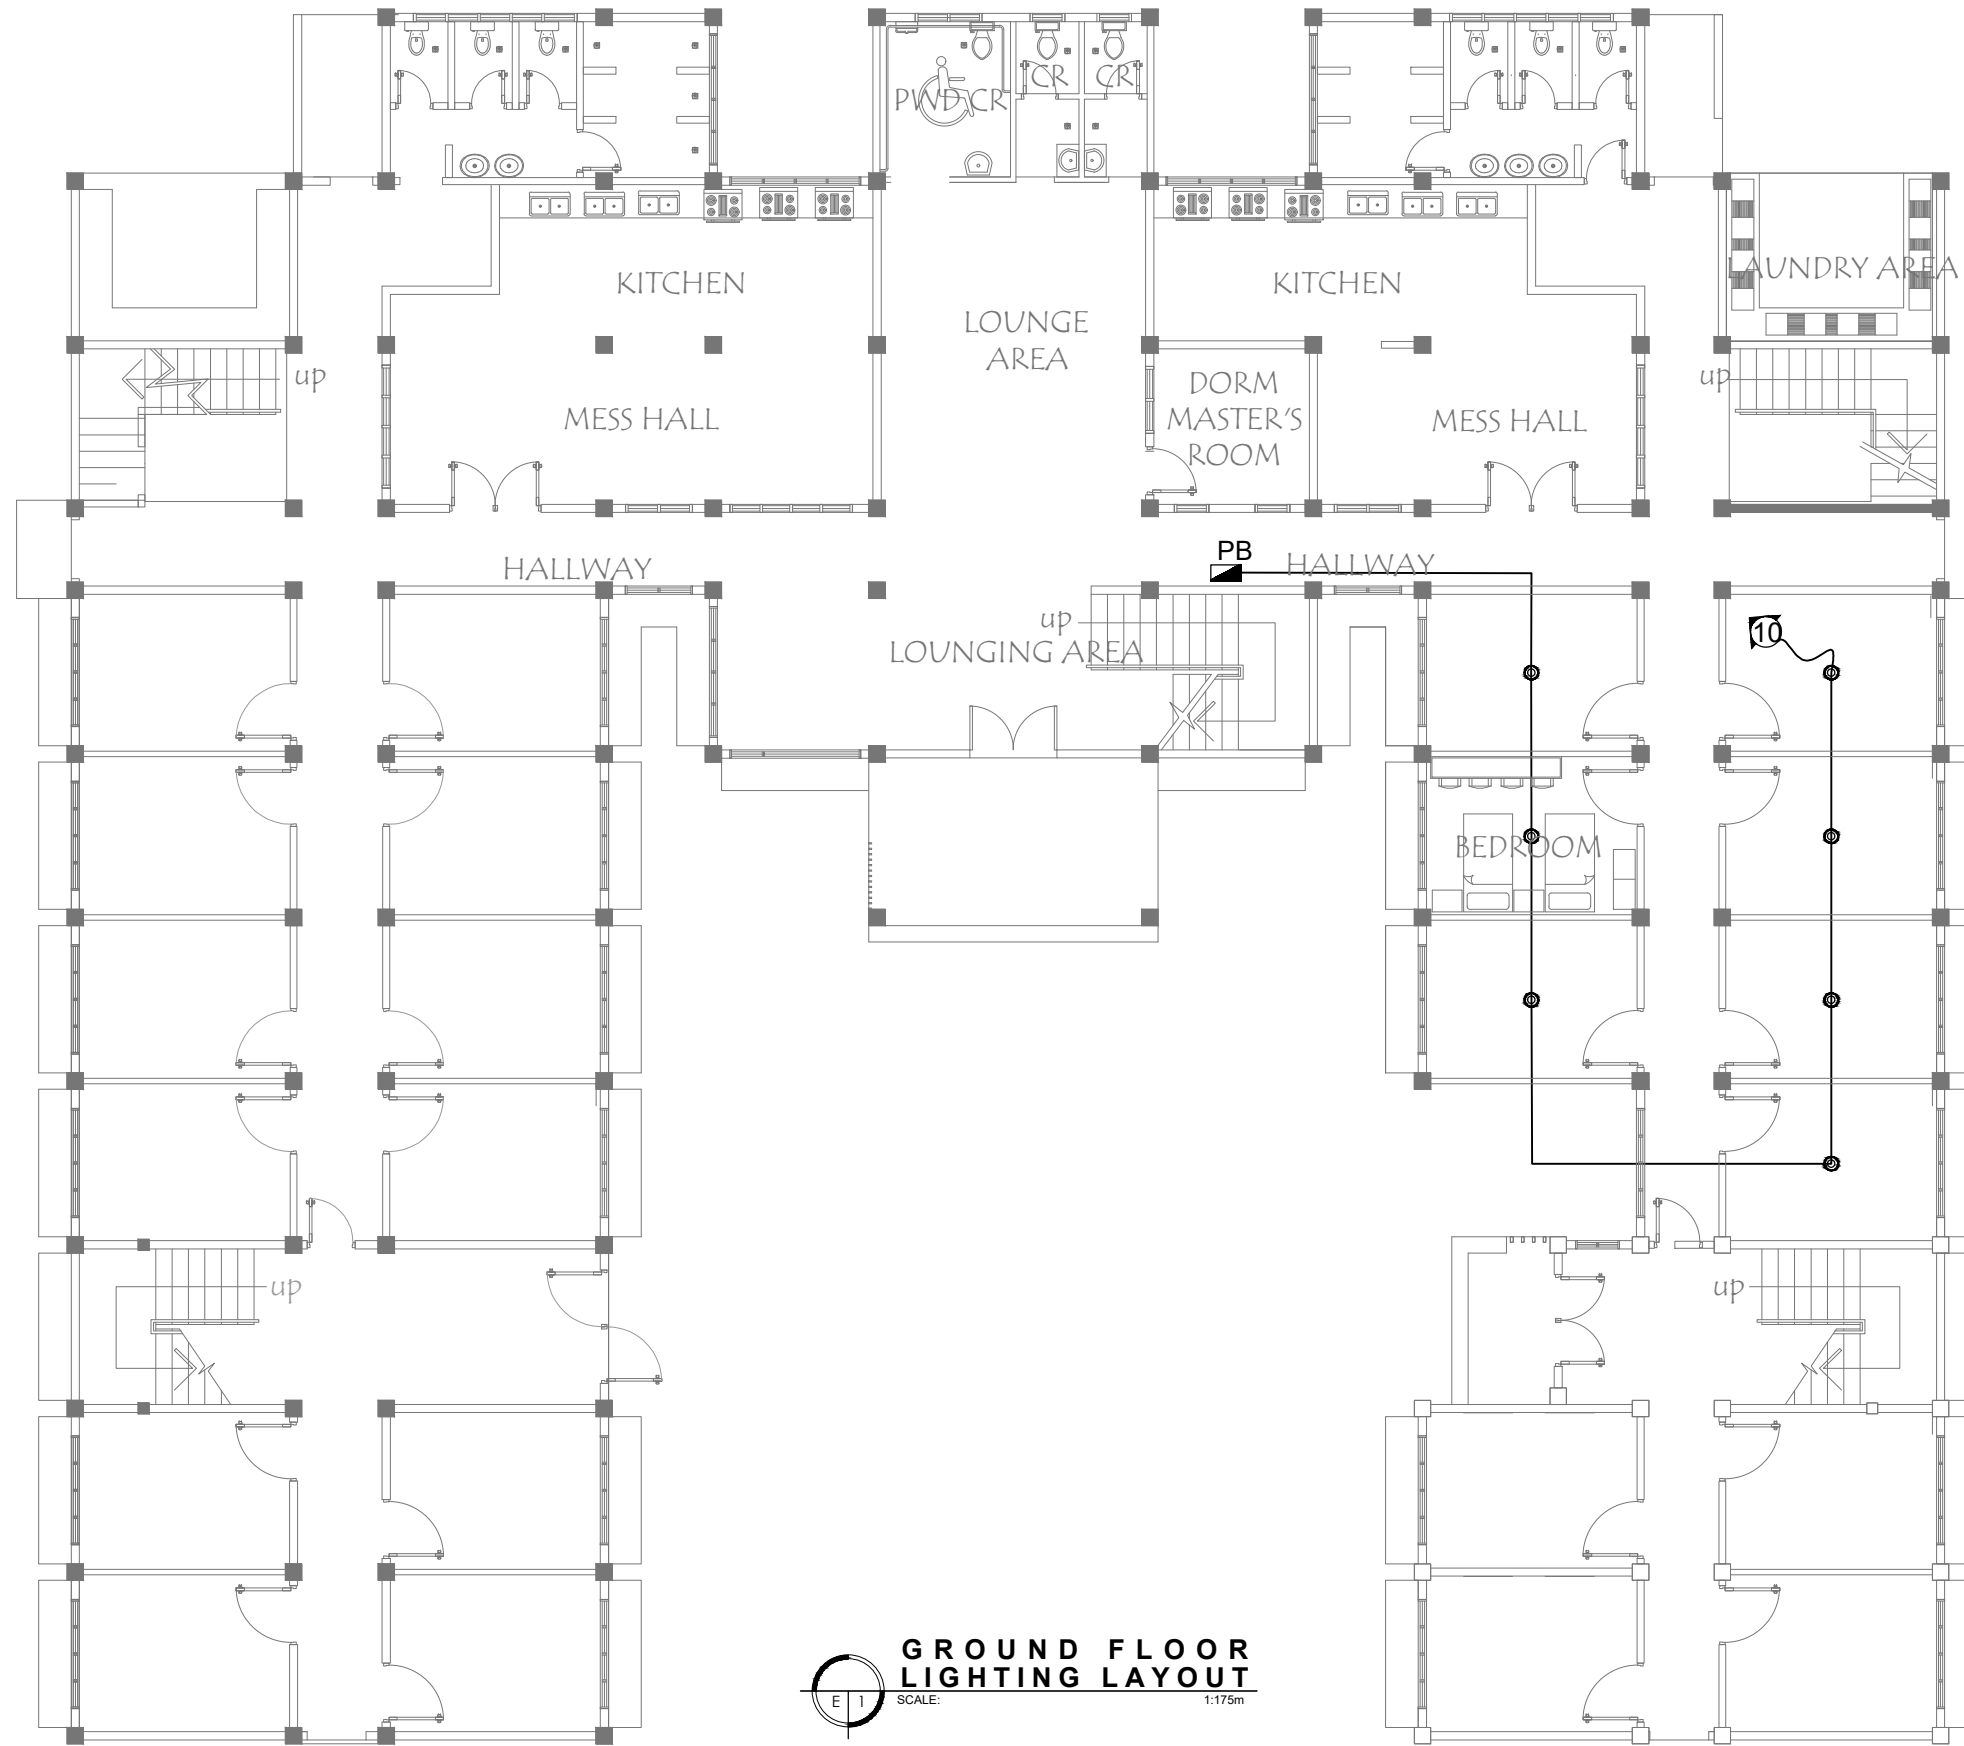 CR
CR
PWD CR
LAUNDRY AREA
KITCHEN
KITCHEN
LOUNGE
AREA
up
up
DORM
MASTER'S
ROOM
MESS HALL
MESS HALL
PB
HALLWAY
HALLWAY
up
10
LOUNGING AREA
BEDROOM
up
up
GROUND FLOOR
LIGHTING LAYOUT
E 1
SCALE: 1:175m